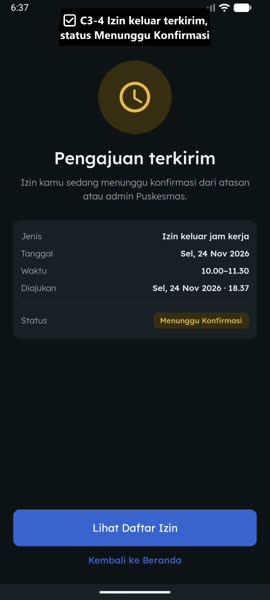 6:37
☑ C3-4 Izin keluar terkirim,
status Menunggu Konfirmasi
Pengajuan terkirim
Izin kamu sedang menunggu konfirmasi dari atasan
atau admin Puskesmas.
Jenis Izin keluar jam kerja
Tanggal Sel, 24 Nov 2026
Waktu 10.00–11.30
Diajukan Sel, 24 Nov 2026 · 18.37
Status Menunggu Konfirmasi
Lihat Daftar Izin
Kembali ke Beranda